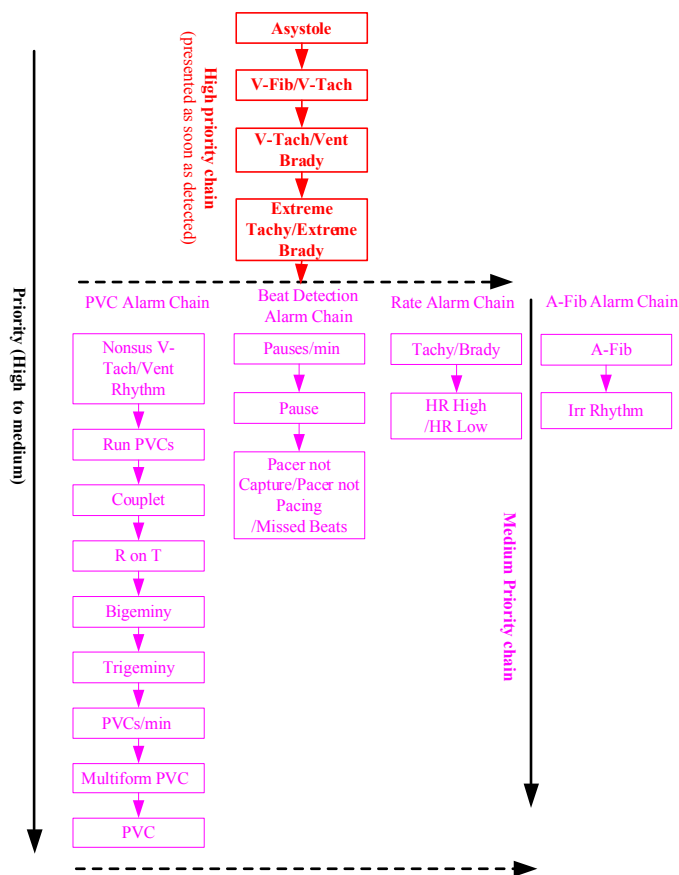 Asystole
V-Fib/V-Tach
V-Tach/Vent
Brady
Extreme
Tachy/Extreme
Brady
High priority chain
(presented as soon as detected)
Priority (High to medium)
PVC Alarm Chain
Nonsus V-
Tach/Vent
Rhythm
Run PVCs
Couplet
R on T
Bigeminy
Trigeminy
PVCs/min
Multiform PVC
PVC
Beat Detection
Alarm Chain
Pauses/min
Pause
Pacer not
Capture/Pacer not
Pacing
/Missed Beats
Rate Alarm Chain
Tachy/Brady
HR High
/HR Low
Medium Priority chain
A-Fib Alarm Chain
A-Fib
Irr Rhythm